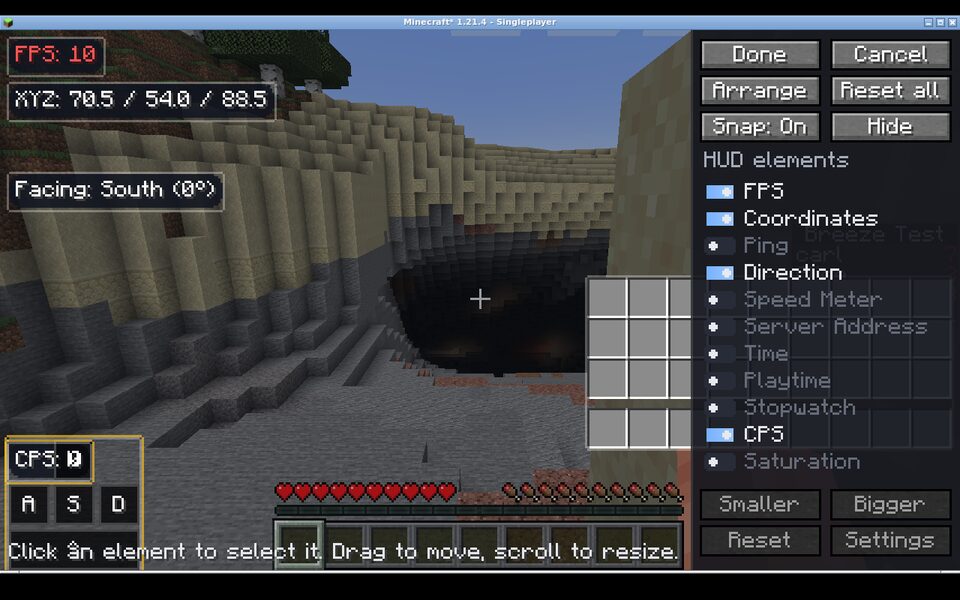 Minecraft* 1.21.4 - Singleplayer
FPS: 10
XYZ: 70.5 / 54.0 / 88.5
Facing: South (0°)
Done
Cancel
Arrange
Reset all
Snap: On
Hide
HUD elements
FPS
Coordinates
Breeze Test
Ping
carl
Direction
Speed Meter
Server Address
Time
Playtime
Stopwatch
CPS
Saturation
CPS: 0
A S D
Smaller
Bigger
Reset
Settings
Click an element to select it. Drag to move, scroll to resize.